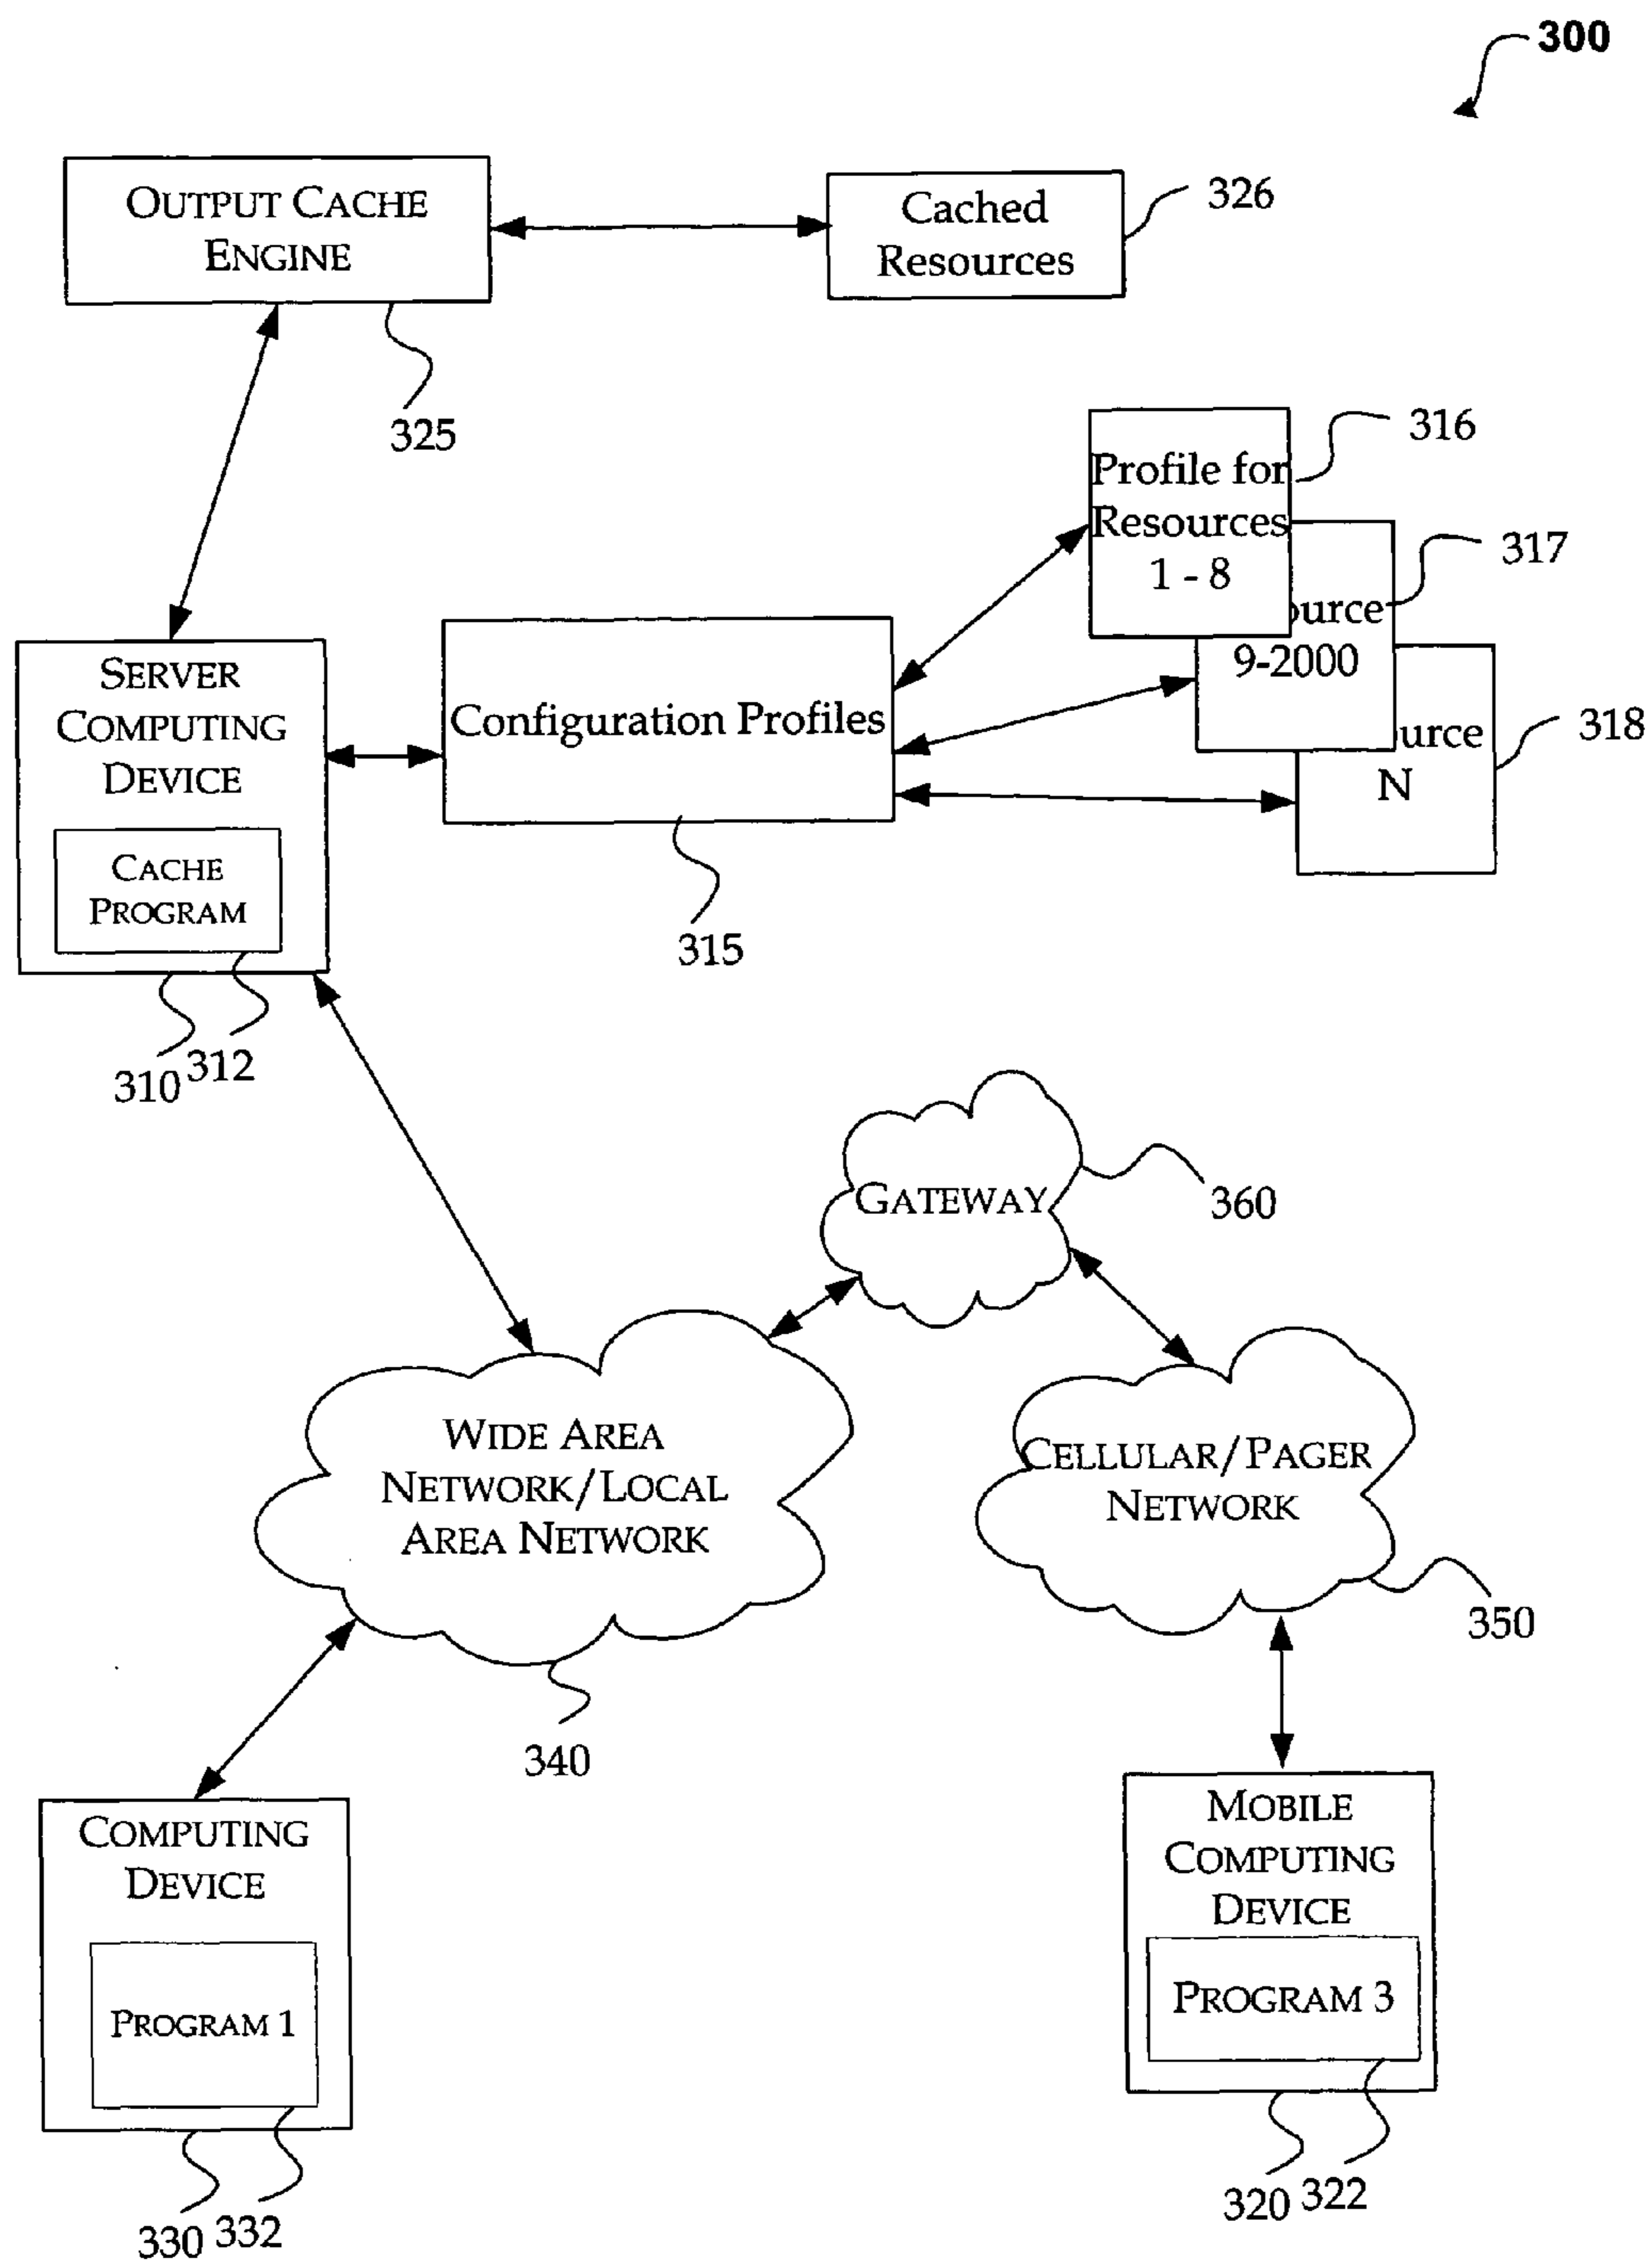 300
OUTPUT CACHE
ENGINE
Cached
Resources
326
325
316
Profile for
Resources
1 - 8
317
ource
9-2000
318
urce
N
SERVER
COMPUTING
DEVICE
Configuration Profiles
CACHE
PROGRAM
315
310
312
GATEWAY
360
WIDE AREA
NETWORK/LOCAL
AREA NETWORK
CELLULAR/PAGER
NETWORK
350
340
COMPUTING
DEVICE
PROGRAM 1
MOBILE
COMPUTING
DEVICE
PROGRAM 3
330
332
320
322